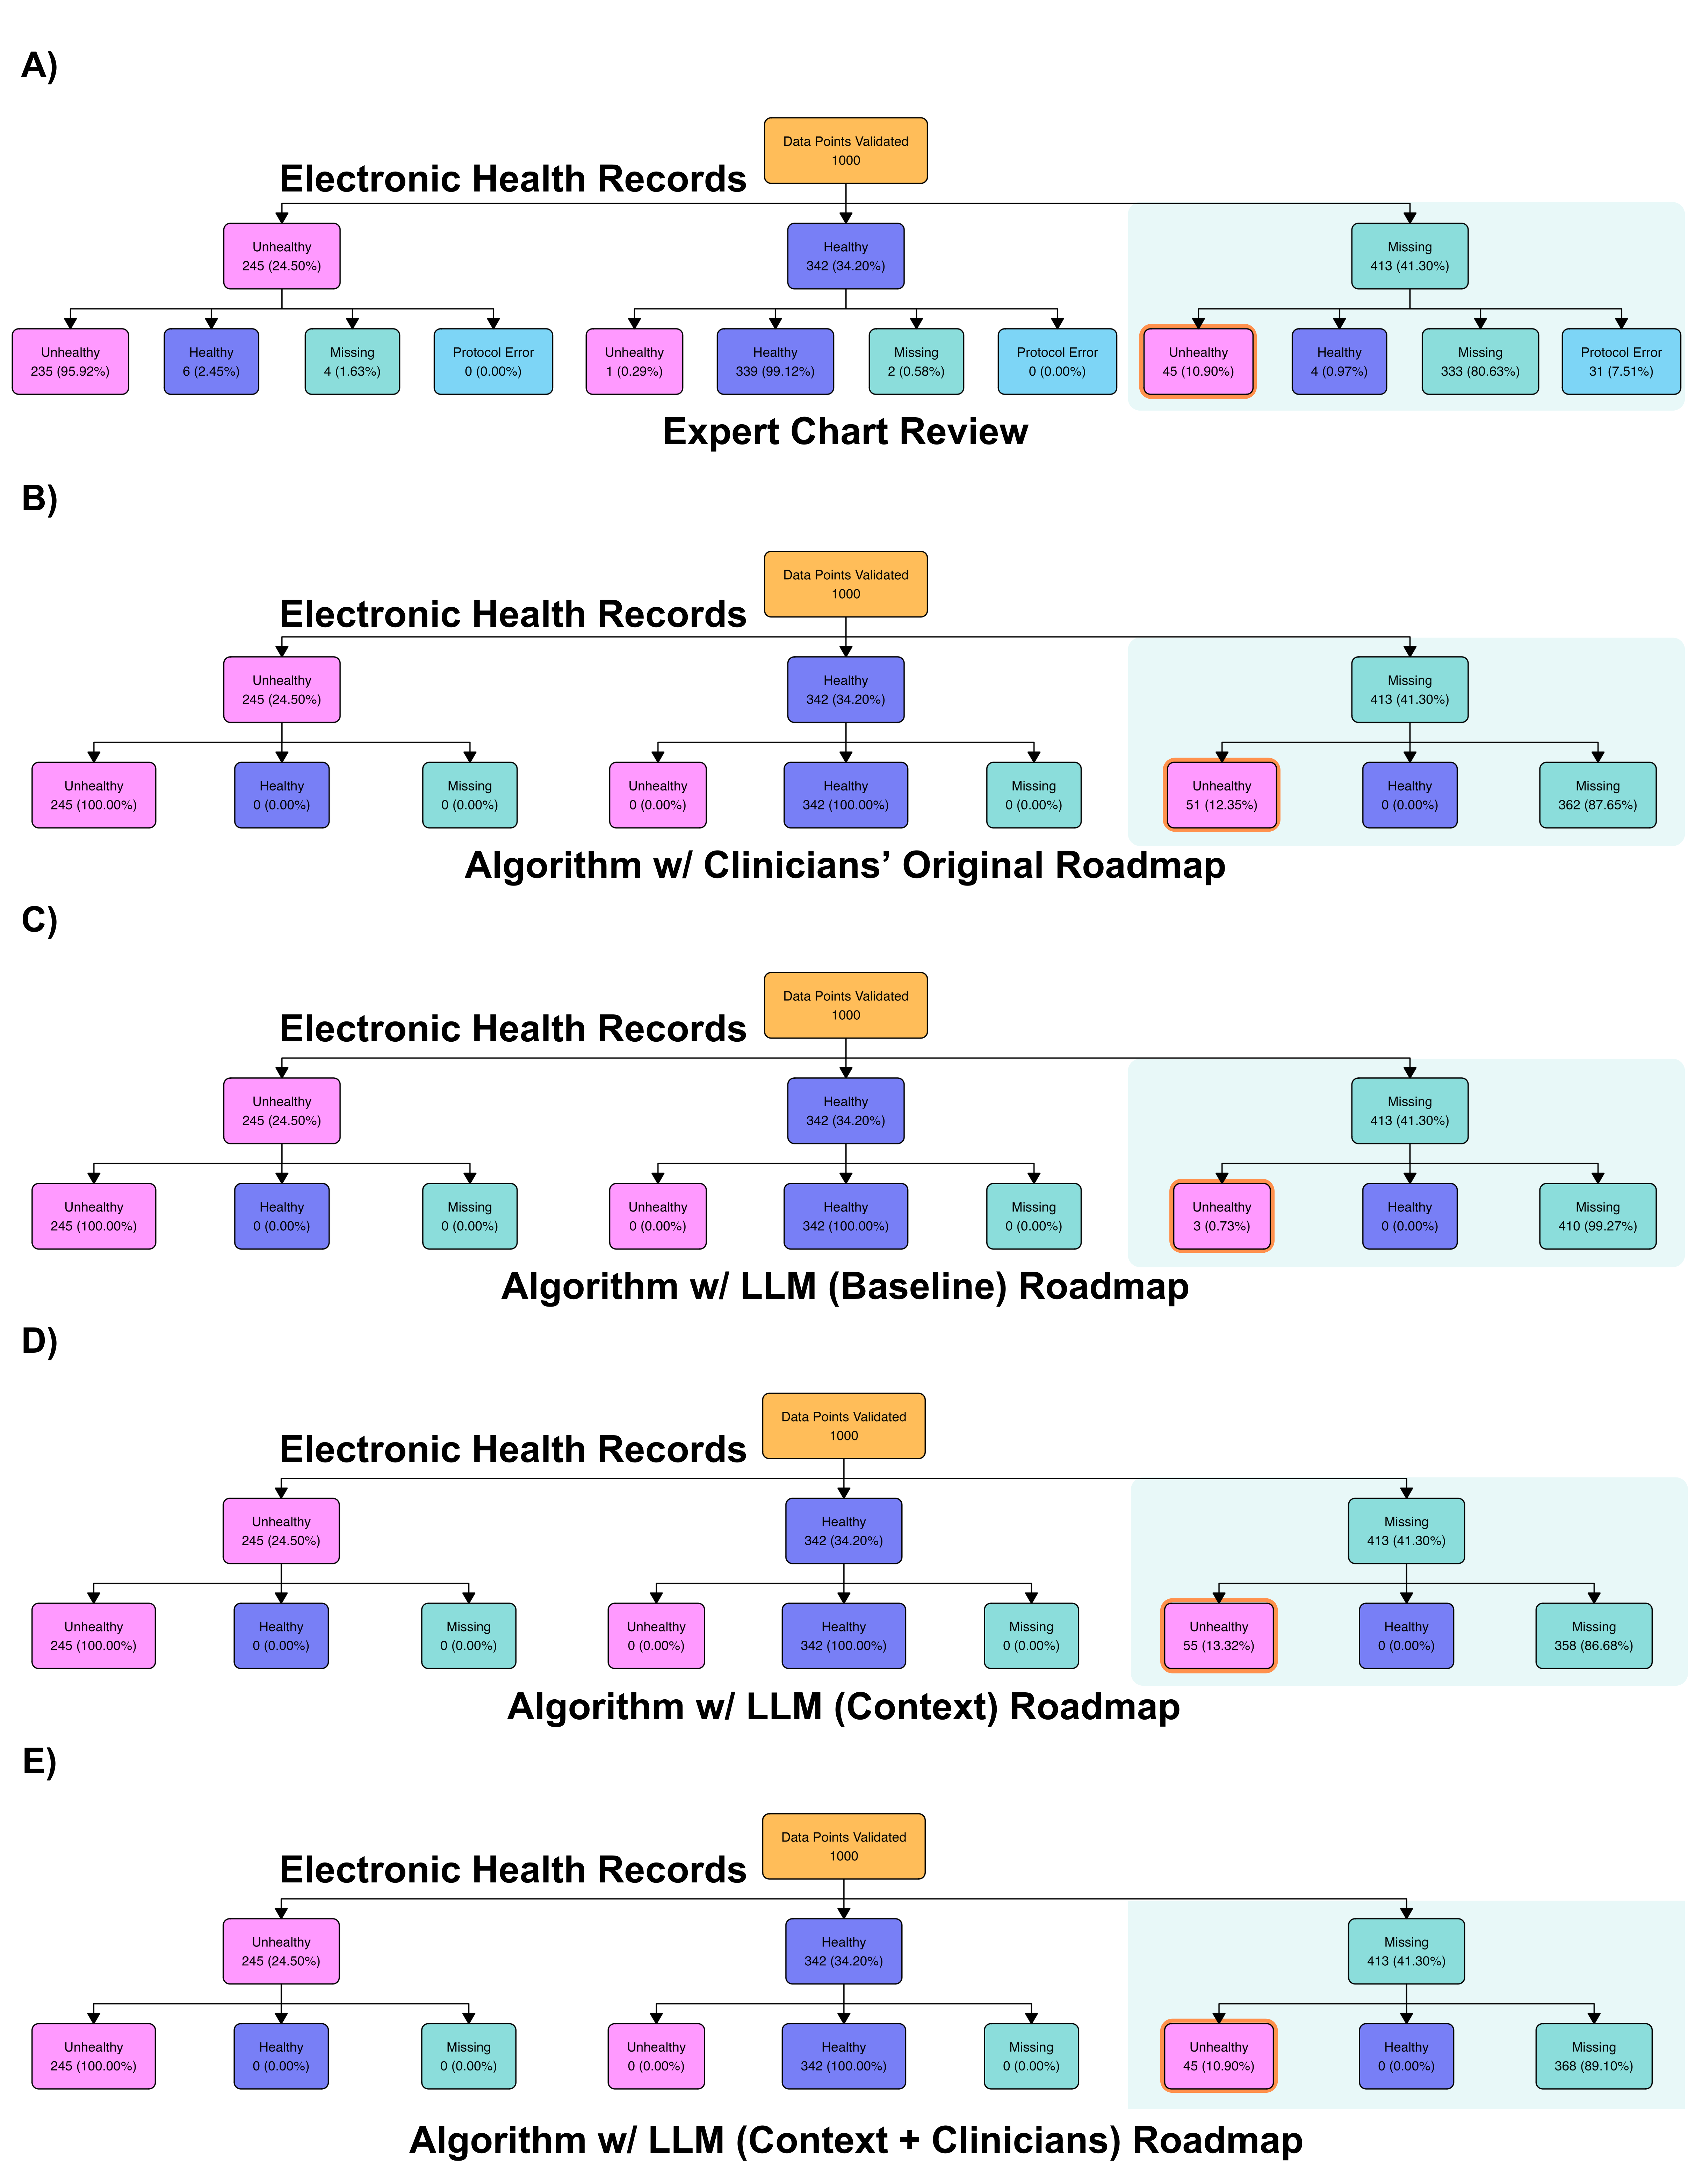 A)
Data Points Validated
1000
Electronic Health Records
Unhealthy
245 (24.50%)
Healthy
342 (34.20%)
Missing
413 (41.30%)
Unhealthy
235 (95.92%)
Healthy
6 (2.45%)
Missing
4 (1.63%)
Protocol Error
0 (0.00%)
Unhealthy
1 (0.29%)
Healthy
339 (99.12%)
Missing
2 (0.58%)
Protocol Error
0 (0.00%)
Unhealthy
45 (10.90%)
Healthy
4 (0.97%)
Missing
333 (80.63%)
Protocol Error
31 (7.51%)
Expert Chart Review
B)
Data Points Validated
1000
Electronic Health Records
Unhealthy
245 (24.50%)
Healthy
342 (34.20%)
Missing
413 (41.30%)
Unhealthy
245 (100.00%)
Healthy
0 (0.00%)
Missing
0 (0.00%)
Unhealthy
0 (0.00%)
Healthy
342 (100.00%)
Missing
0 (0.00%)
Unhealthy
51 (12.35%)
Healthy
0 (0.00%)
Missing
362 (87.65%)
Algorithm w/ Clinicians’ Original Roadmap
C)
Data Points Validated
1000
Electronic Health Records
Unhealthy
245 (24.50%)
Healthy
342 (34.20%)
Missing
413 (41.30%)
Unhealthy
245 (100.00%)
Healthy
0 (0.00%)
Missing
0 (0.00%)
Unhealthy
0 (0.00%)
Healthy
342 (100.00%)
Missing
0 (0.00%)
Unhealthy
3 (0.73%)
Healthy
0 (0.00%)
Missing
410 (99.27%)
Algorithm w/ LLM (Baseline) Roadmap
D)
Data Points Validated
1000
Electronic Health Records
Unhealthy
245 (24.50%)
Healthy
342 (34.20%)
Missing
413 (41.30%)
Unhealthy
245 (100.00%)
Healthy
0 (0.00%)
Missing
0 (0.00%)
Unhealthy
0 (0.00%)
Healthy
342 (100.00%)
Missing
0 (0.00%)
Unhealthy
55 (13.32%)
Healthy
0 (0.00%)
Missing
358 (86.68%)
Algorithm w/ LLM (Context) Roadmap
E)
Data Points Validated
1000
Electronic Health Records
Unhealthy
245 (24.50%)
Healthy
342 (34.20%)
Missing
413 (41.30%)
Unhealthy
245 (100.00%)
Healthy
0 (0.00%)
Missing
0 (0.00%)
Unhealthy
0 (0.00%)
Healthy
342 (100.00%)
Missing
0 (0.00%)
Unhealthy
45 (10.90%)
Healthy
0 (0.00%)
Missing
368 (89.10%)
Algorithm w/ LLM (Context + Clinicians) Roadmap